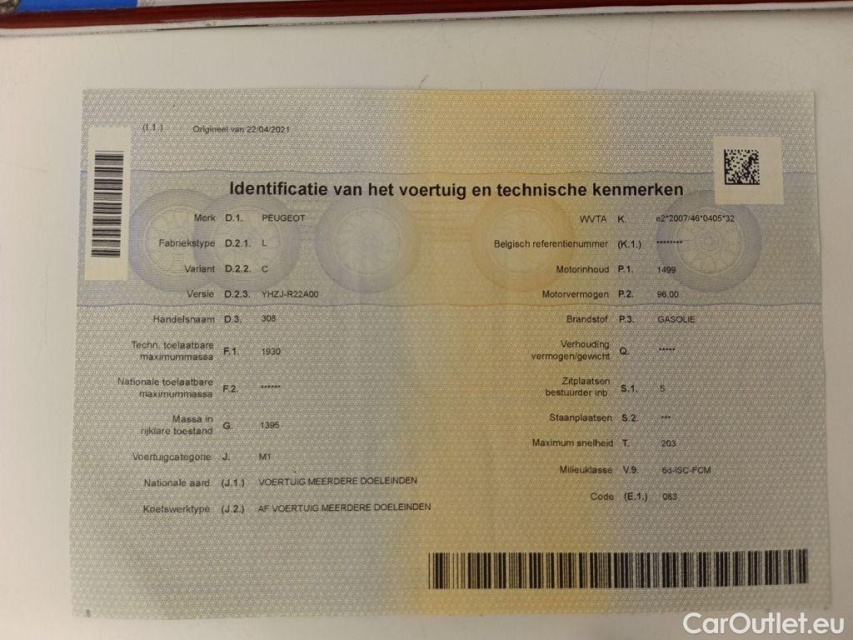 (I.1.) Origineel van 22/04/2021
Identificatie van het voertuig en technische kenmerken
Merk D.1. PEUGEOT
Fabriekstype D.2.1. L
Variant D.2.2. C
Versie D.2.3. YHZJ-R22A00
Handelsnaam D.3. 308
Techn. toelaatbare
maximummassa F.1. 1930
Nationale toelaatbare
maximummassa F.2. ******
Massa in
rijklare toestand G. 1395
Voertuigcategorie J. M1
Nationale aard (J.1.) VOERTUIG MEERDERE DOELEINDEN
Koetswerktype (J.2.) AF VOERTUIG MEERDERE DOELEINDEN
WVTA K. e2*2007/46*0405*32
Belgisch referentienummer (K.1.) ********
Motorinhoud P.1. 1499
Motorvermogen P.2. 96.00
Brandstof P.3. GASOLIE
Verhouding
vermogen/gewicht Q. *****
Zitplaatsen
bestuurder inb. S.1. 5
Staanplaatsen S.2. ***
Maximum snelheid T. 203
Milieuklasse V.9. 6d-ISC-FCM
Code (E.1.) 083
CarOutlet.eu